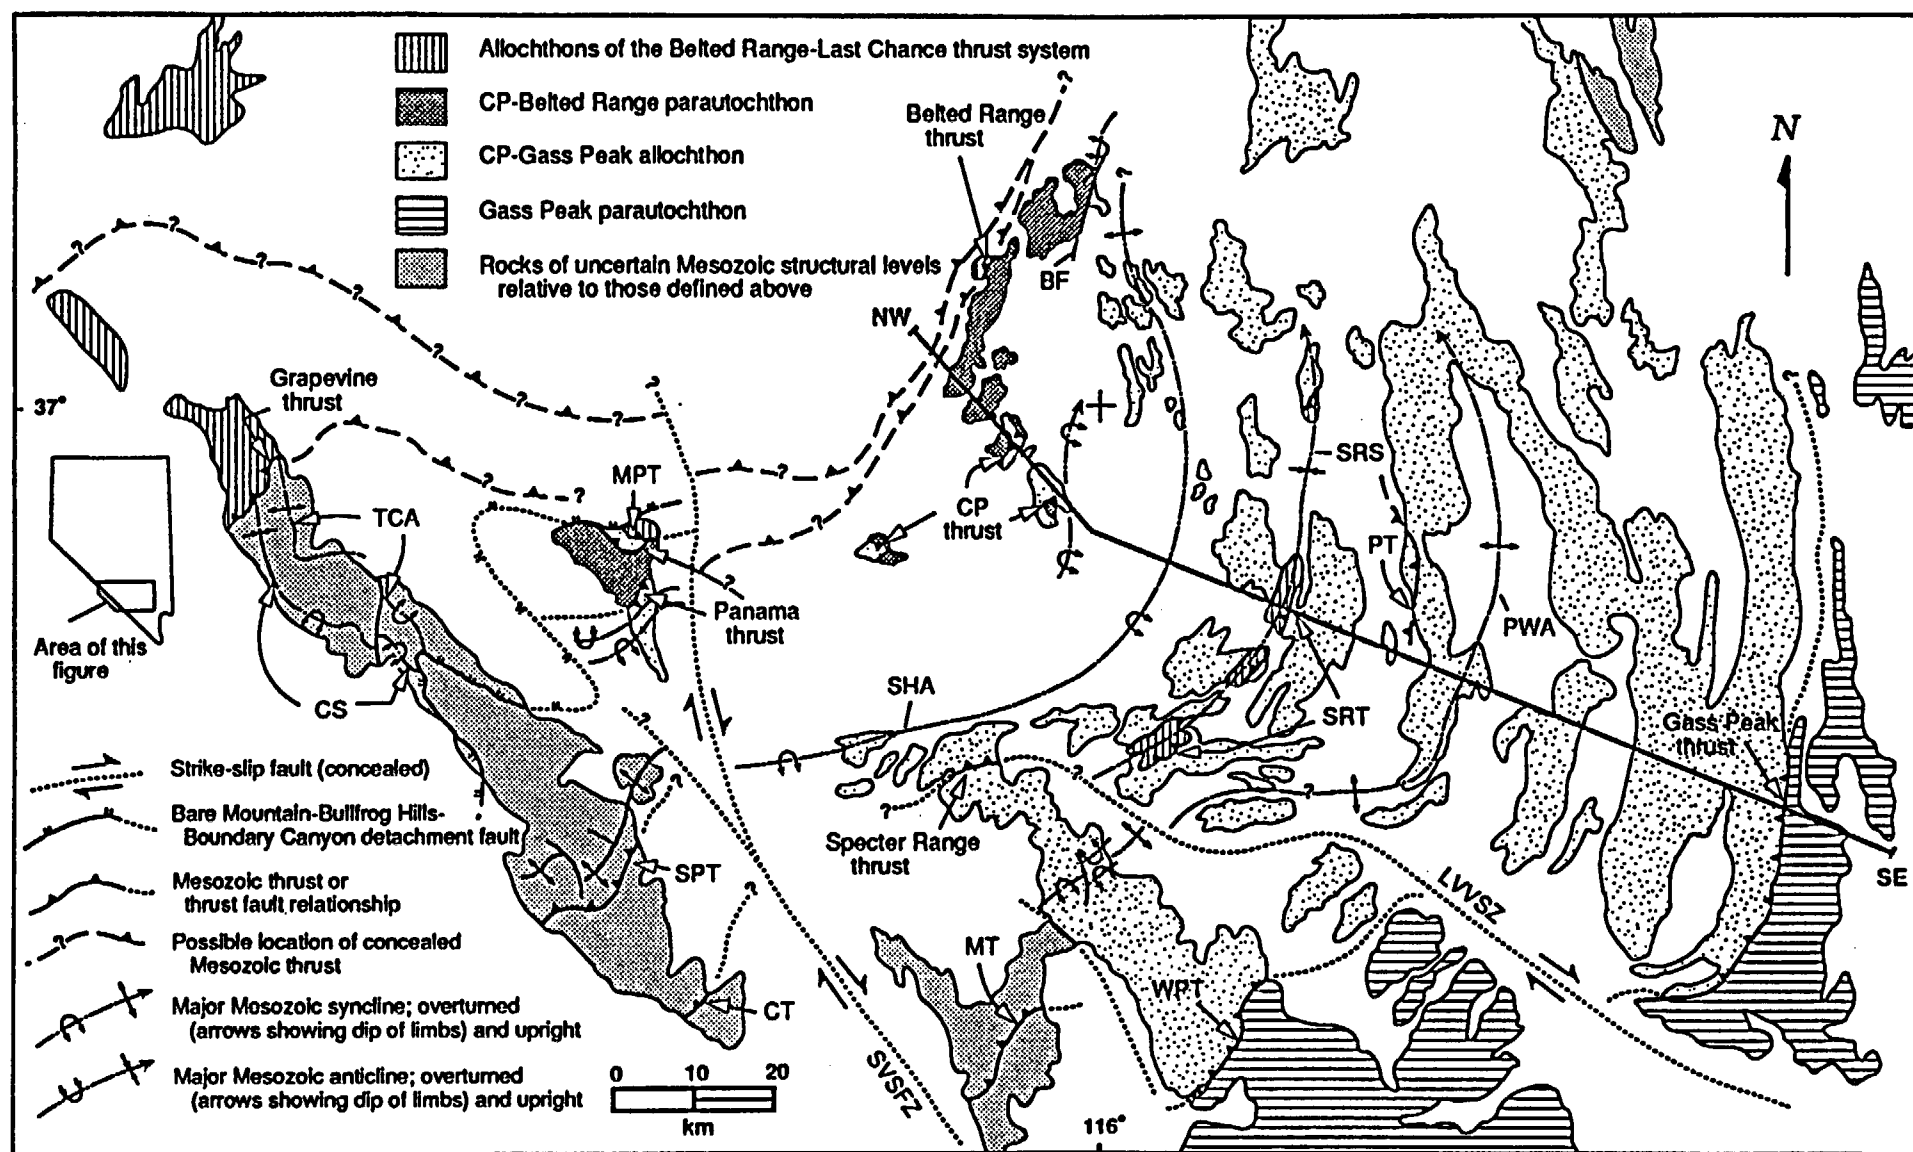 Allochthons of the Belted Range-Last Chance thrust system
CP-Belted Range parautochthon
CP-Gass Peak allochthon
Gass Peak parautochthon
Rocks of uncertain Mesozoic structural levels
relative to those defined above
Belted Range
thrust
N
BF
NW
37°
Grapevine
thrust
MPT
TCA
CP
thrust
SRS
PT
PWA
Panama
thrust
Area of this
figure
CS
SHA
SRT
Gass Peak
thrust
Specter Range
thrust
SPT
LVVSZ
SE
MT
WPT
CT
SVSFZ
Strike-slip fault (concealed)
Bare Mountain-Bullfrog Hills-
Boundary Canyon detachment fault
Mesozoic thrust or
thrust fault relationship
Possible location of concealed
Mesozoic thrust
Major Mesozoic syncline; overturned
(arrows showing dip of limbs) and upright
Major Mesozoic anticline; overturned
(arrows showing dip of limbs) and upright
0 10 20
km
116°